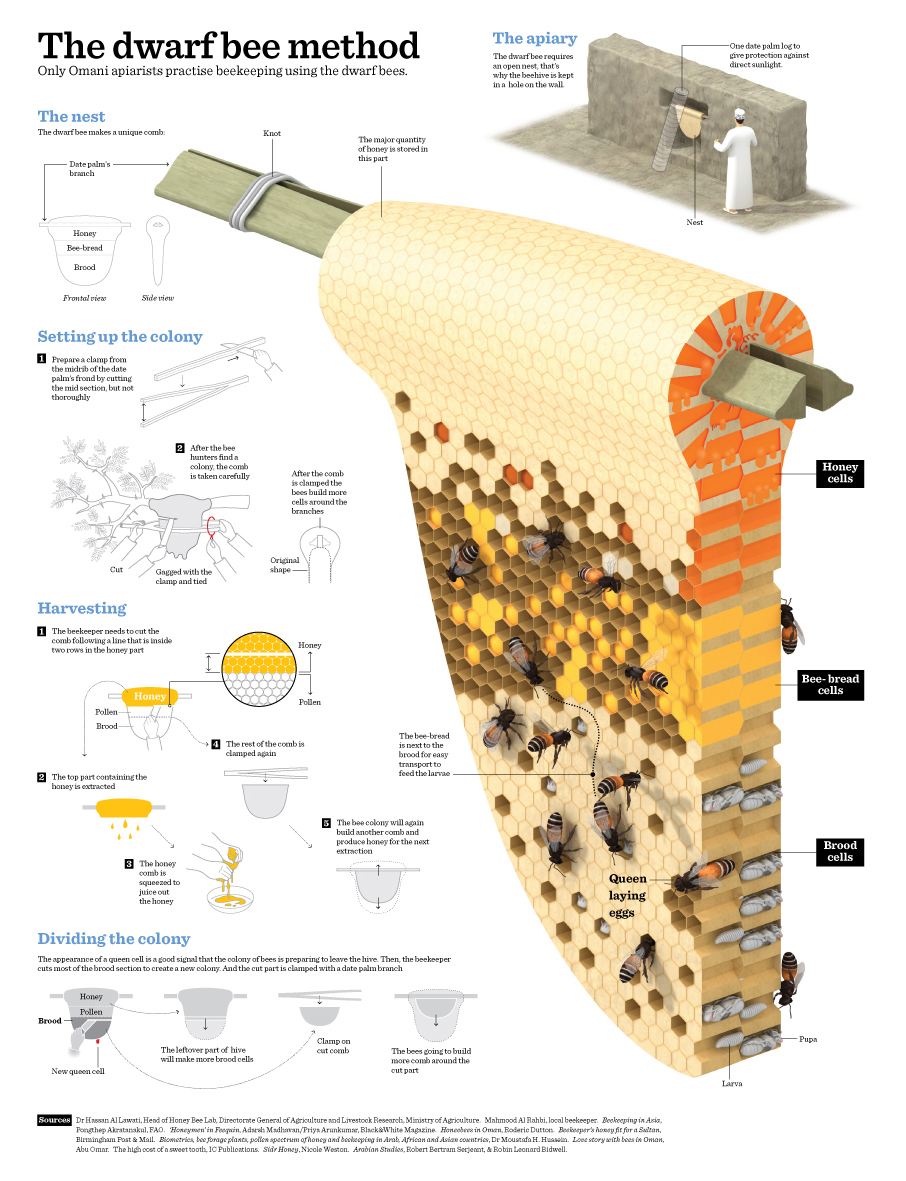 The dwarf bee method
Only Omani apiarists practise beekeeping using the dwarf bees.
The apiary
The dwarf bee requires
an open nest, that's
why the beehive is kept
in a hole on the wall.
One date palm log to
give protection against
direct sunlight.
Nest
The nest
The dwarf bee makes a unique comb:
Knot
The major quantity
of honey is stored in
this part
Date palm's
branch
Honey
Bee-bread
Brood
Frontal view
Side view
Setting up the colony
1
Prepare a clamp from
the midrib of the date
palm's frond by cutting
the mid section, but not
thoroughly
2
After the bee
hunters find a
colony, the comb
is taken carefully
Cut
Gagged with the
clamp and tied
After the comb
is clamped the
bees build more
cells around the
branches
Original
shape
Honey
cells
Bee- bread
cells
Brood
cells
The bee-bread
is next to the
brood for easy
transport to
feed the larvae
Queen
laying
eggs
Pupa
Larva
Harvesting
1
The beekeeper needs to cut the
comb following a line that is inside
two rows in the honey part
Honey
Pollen
Honey
Pollen
Brood
2
The top part containing the
honey is extracted
3
The honey
comb is
squeezed to
juice out
the honey
4
The rest of the comb is
clamped again
5
The bee colony will again
build another comb and
produce honey for the next
extraction
Dividing the colony
The appearance of a queen cell is a good signal that the colony of bees is preparing to leave the hive. Then, the beekeeper
cuts most of the brood section to create a new colony. And the cut part is clamped with a date palm branch
Honey
Pollen
Brood
New queen cell
The leftover part of hive
will make more brood cells
Clamp on
cut comb
The bees going to build
more comb around the
cut part
Sources
Dr Hassan Al Lawati, Head of Honey Bee Lab, Directorate General of Agriculture and Livestock Research, Ministry of Agriculture. Mahmood Al Rahbi, local beekeeper. Beekeeping in Asia,
Pongthep Akratanakul, FAO. 'Honeymen' in Fouquin, Adarsh Madhavan/Priya Arunkumar, Black&White Magazine. Honeybees in Oman, Roderic Dutton. Beekeeper's honey fit for a Sultan,
Birmingham Post & Mail. Biometrics, bee forage plants, pollen spectrum of honey and beekeeping in Arab, African and Asian countries, Dr Moustafa H. Hussein. Love story with bees in Oman,
Abu Omar. The high cost of a sweet tooth, IC Publications. Sidr Honey, Nicole Weston. Arabian Studies, Robert Bertram Serjeant, & Robin Leonard Bidwell.